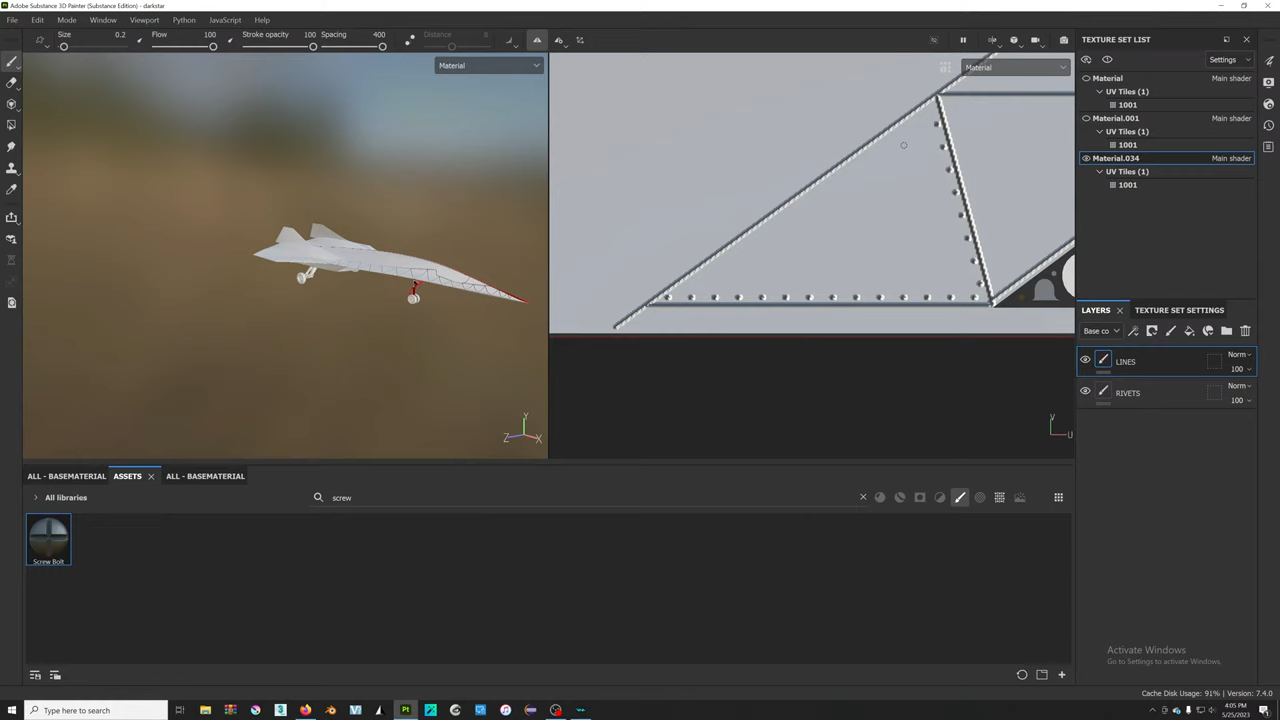 Adobe Substance 3D Painter (Substance Edition) - darkstar
File Edit Mode Window Viewport Python JavaScript Help
Size 0.2 Flow 100 Stroke opacity 100 Spacing 400 Distance 8
Material
Material
TEXTURE SET LIST
Settings
Material Main shader
UV Tiles (1)
1001
Material.001 Main shader
UV Tiles (1)
1001
Material.034 Main shader
UV Tiles (1)
1001
Y
Z X
V
U
LAYERS TEXTURE SET SETTINGS
Base co
LINES Norm
100
RIVETS Norm
100
ALL - BASEMATERIAL ASSETS ALL - BASEMATERIAL
All libraries screw
Screw Bolt
Activate Windows
Go to Settings to activate Windows.
Cache Disk Usage: 91% | Version: 7.4.0
Type here to search
Pt
4:05 PM
5/25/2023